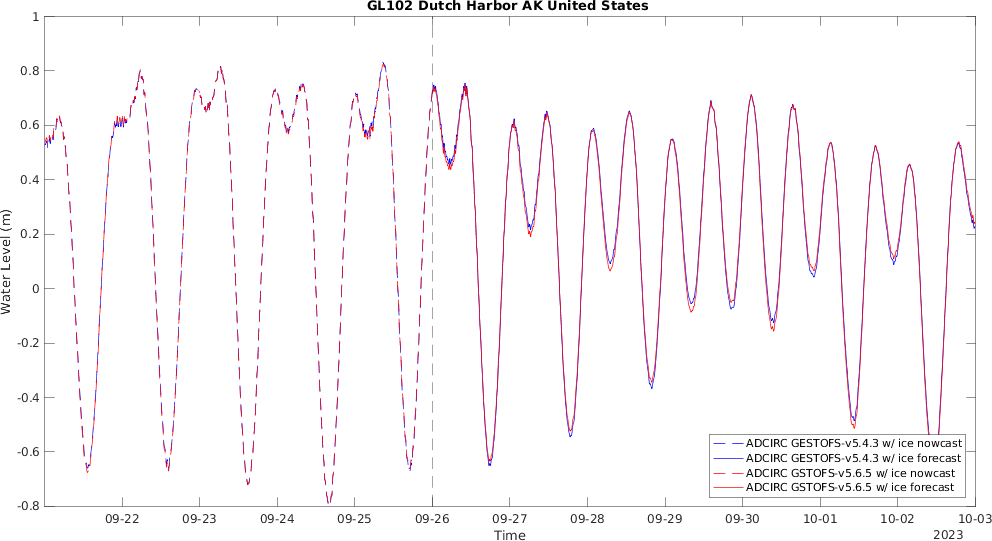 GL102 Dutch Harbor AK United States
1
0.8
0.6
0.4
0.2
0
-0.2
-0.4
-0.6
-0.8
Water Level (m)
ADCIRC GESTOFS-v5.4.3 w/ ice nowcast
ADCIRC GESTOFS-v5.4.3 w/ ice forecast
ADCIRC GSTOFS-v5.6.5 w/ ice nowcast
ADCIRC GSTOFS-v5.6.5 w/ ice forecast
09-22 09-23 09-24 09-25 09-26 09-27 09-28 09-29 09-30 10-01 10-02 10-03
Time
2023